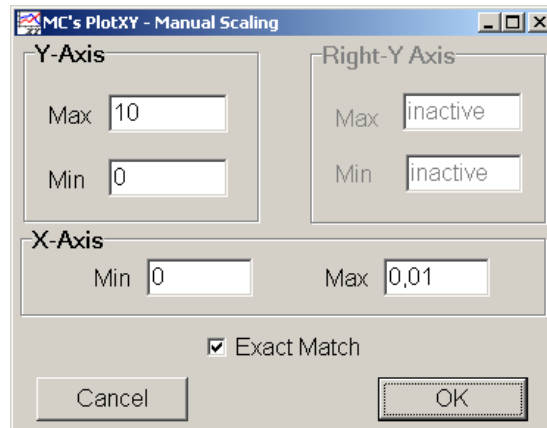 MC's PlotXY - Manual Scaling
Y-Axis
Max 10
Min 0
Right-Y Axis
Max inactive
Min inactive
X-Axis
Min 0 Max 0,01
Exact Match
Cancel OK